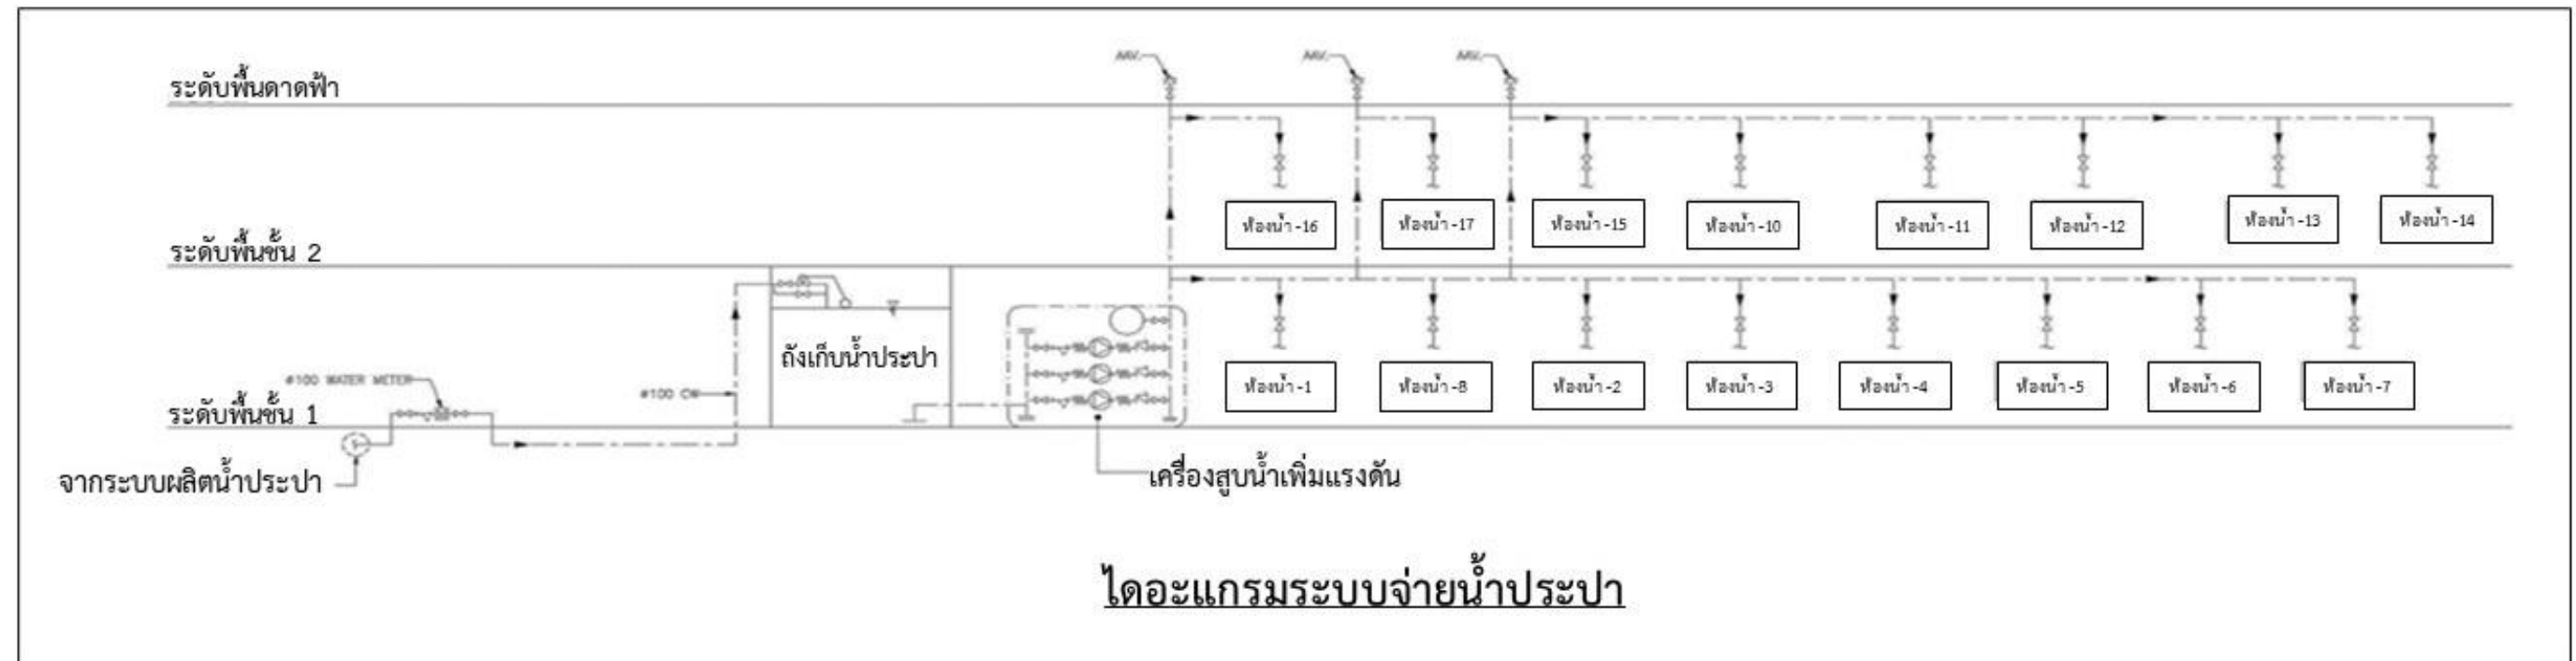 AAV. AAV. AAV.
ระดับพื้นดาดฟ้า
ห้องน้ำ-16 ห้องน้ำ-17 ห้องน้ำ-15 ห้องน้ำ-10 ห้องน้ำ-11 ห้องน้ำ-12 ห้องน้ำ-13 ห้องน้ำ-14
ระดับพื้นชั้น 2
ถังเก็บน้ำประปา
#100 WATER METER
#100 CW
ห้องน้ำ-1 ห้องน้ำ-8 ห้องน้ำ-2 ห้องน้ำ-3 ห้องน้ำ-4 ห้องน้ำ-5 ห้องน้ำ-6 ห้องน้ำ-7
ระดับพื้นชั้น 1
จากระบบผลิตน้ำประปา
เครื่องสูบน้ำเพิ่มแรงดัน
ไดอะแกรมระบบจ่ายน้ำประปา